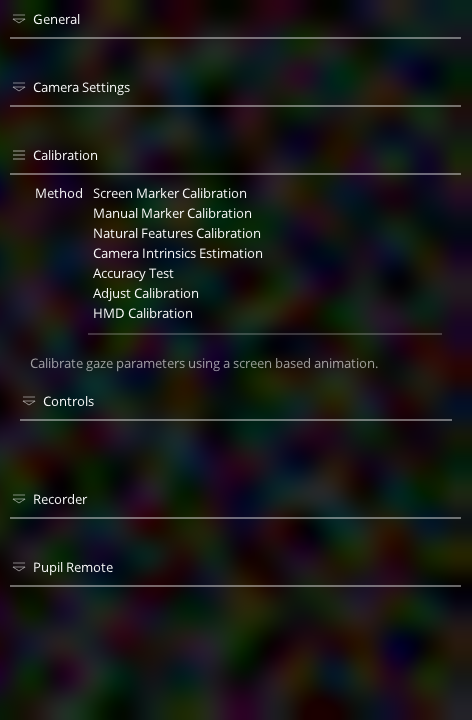 General
Camera Settings
Calibration
Method Screen Marker Calibration
Manual Marker Calibration
Natural Features Calibration
Camera Intrinsics Estimation
Accuracy Test
Adjust Calibration
HMD Calibration
Calibrate gaze parameters using a screen based animation.
Controls
Recorder
Pupil Remote